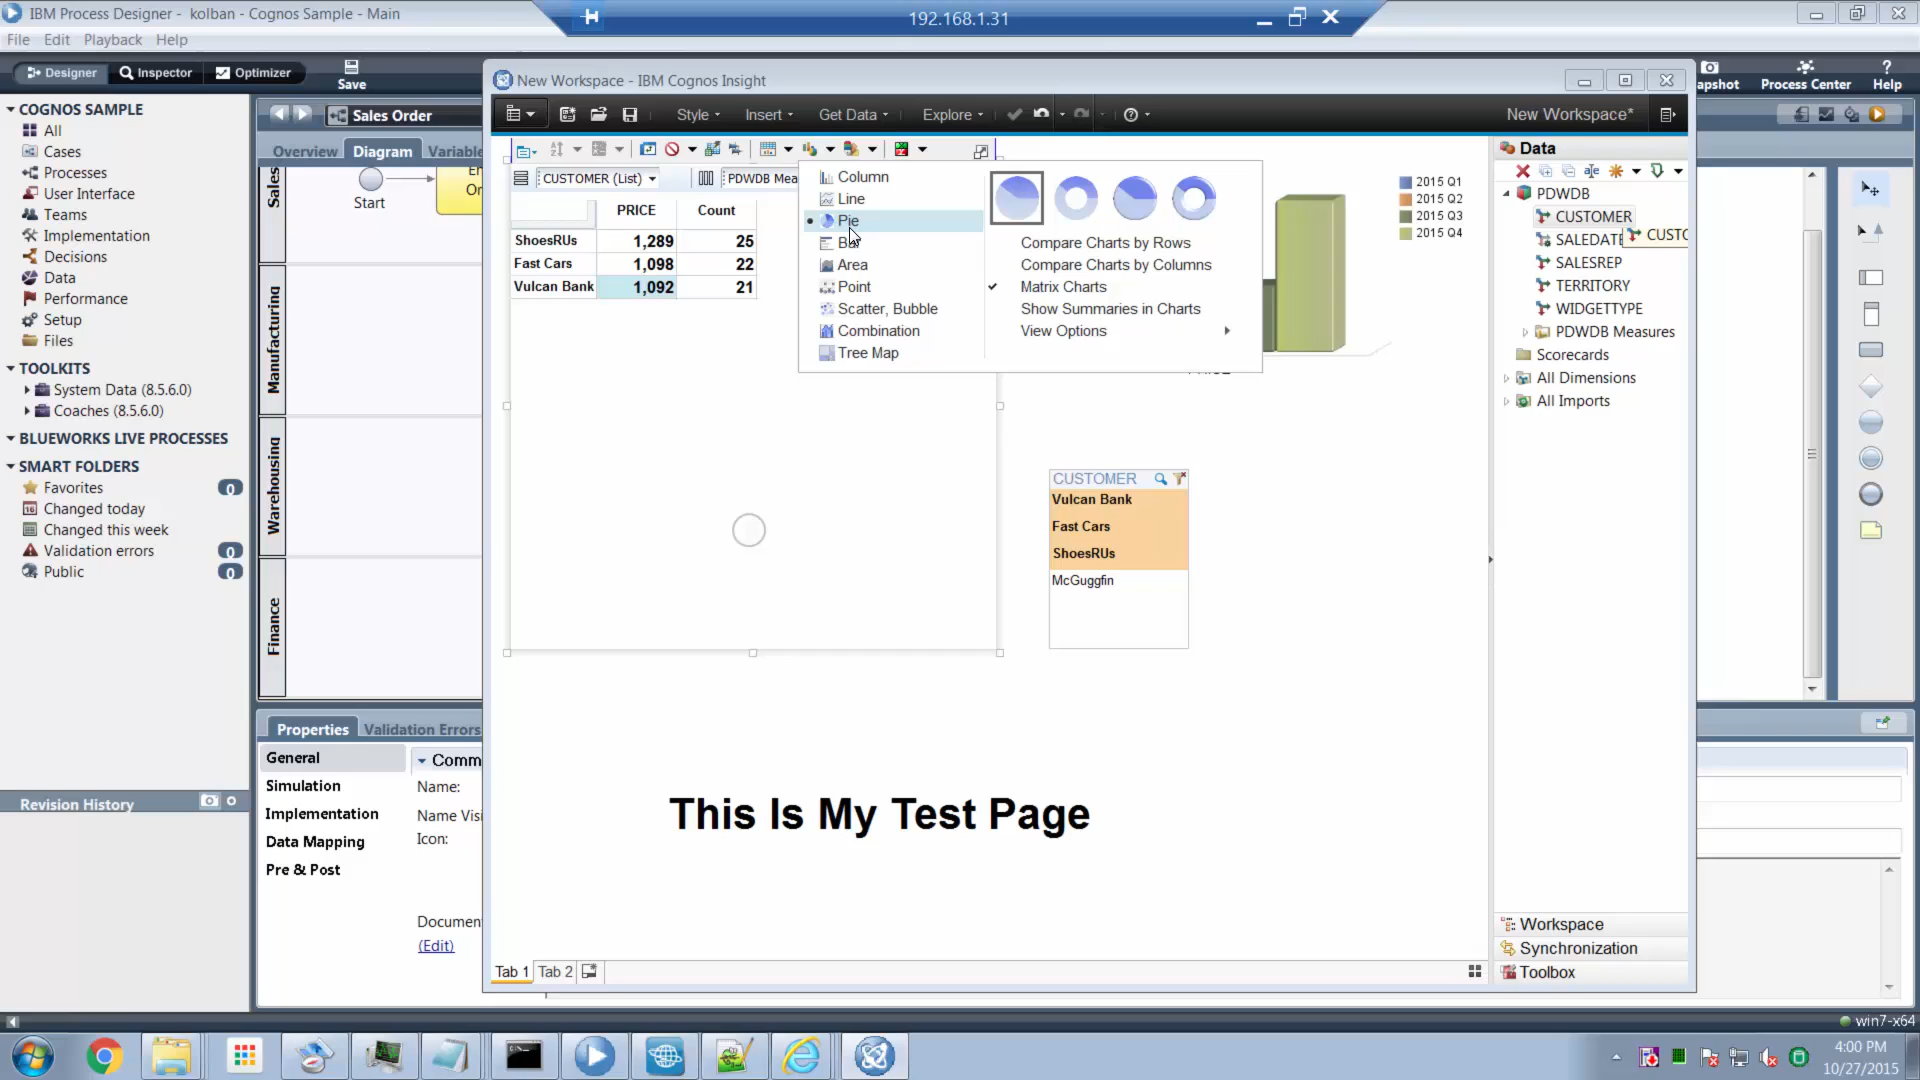 IBM Process Designer - kolban - Cognos Sample - Main
192.168.1.31
File Edit Playback Help
Designer Inspector Optimizer Save
apshot Process Center Help
COGNOS SAMPLE
All
Cases
Processes
User Interface
Teams
Implementation
Decisions
Data
Performance
Setup
Files
TOOLKITS
System Data (8.5.6.0)
Coaches (8.5.6.0)
BLUEWORKS LIVE PROCESSES
SMART FOLDERS
Favorites 0
Changed today
Changed this week
Validation errors 0
Public 0
Revision History
Sales Order
Overview Diagram Variable
Sales
Start
Manufacturing
Warehousing
Finance
Properties Validation Errors
General
Simulation
Implementation
Data Mapping
Pre & Post
Comm
Name:
Name Visi
Icon:
Documen
(Edit)
New Workspace - IBM Cognos Insight
Style Insert Get Data Explore New Workspace*
CUSTOMER (List) PDWDB Mea
PRICE Count
ShoesRUs 1,289 25
Fast Cars 1,098 22
Vulcan Bank 1,092 21
Column
Line
Pie
Area
Point
Scatter, Bubble
Combination
Tree Map
Compare Charts by Rows
Compare Charts by Columns
Matrix Charts
Show Summaries in Charts
View Options
2015 Q1
2015 Q2
2015 Q3
2015 Q4
CUSTOMER
Vulcan Bank
Fast Cars
ShoesRUs
McGuggfin
This Is My Test Page
Tab 1 Tab 2
Data
PDWDB
CUSTOMER
SALEDATE
CUSTO
SALESREP
TERRITORY
WIDGETTYPE
PDWDB Measures
Scorecards
All Dimensions
All Imports
Workspace
Synchronization
Toolbox
win7-x64
4:00 PM
10/27/2015